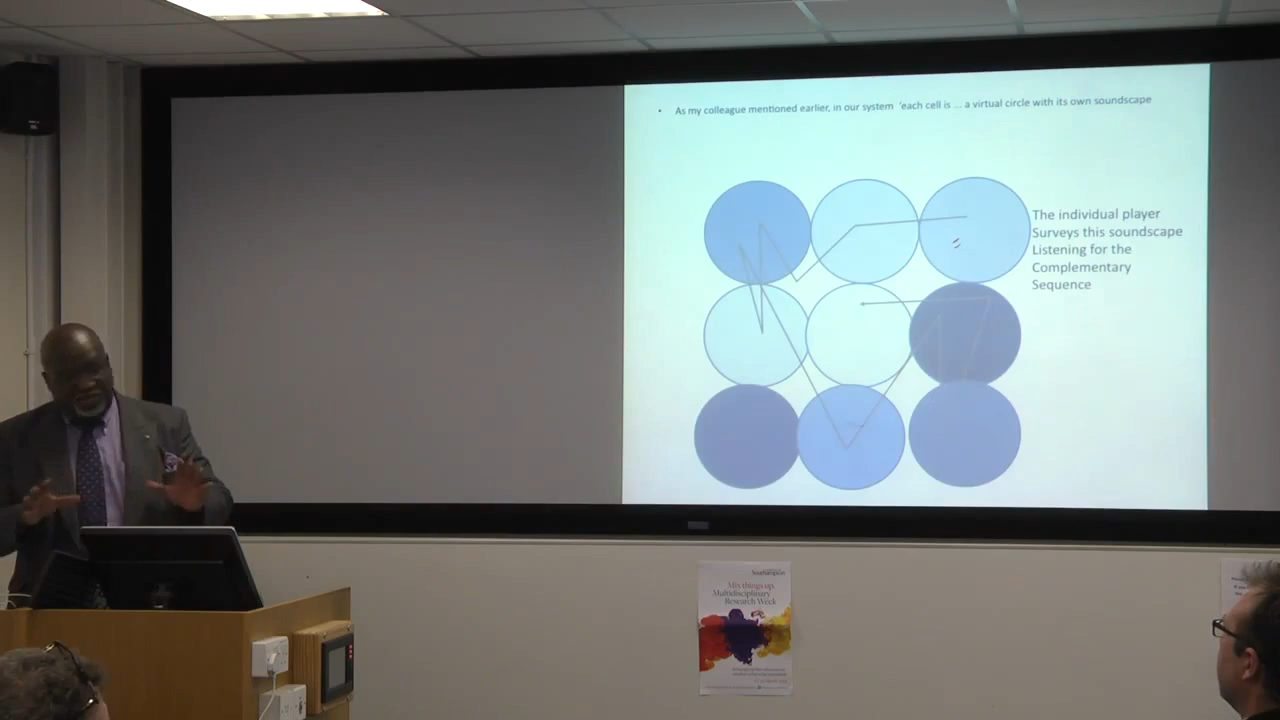 • As my colleague mentioned earlier, in our system 'each cell is ... a virtual circle with its own soundscape
The individual player
Surveys this soundscape
Listening for the
Complementary
Sequence
Southampton
Mix things up
Multidisciplinary
Research Week